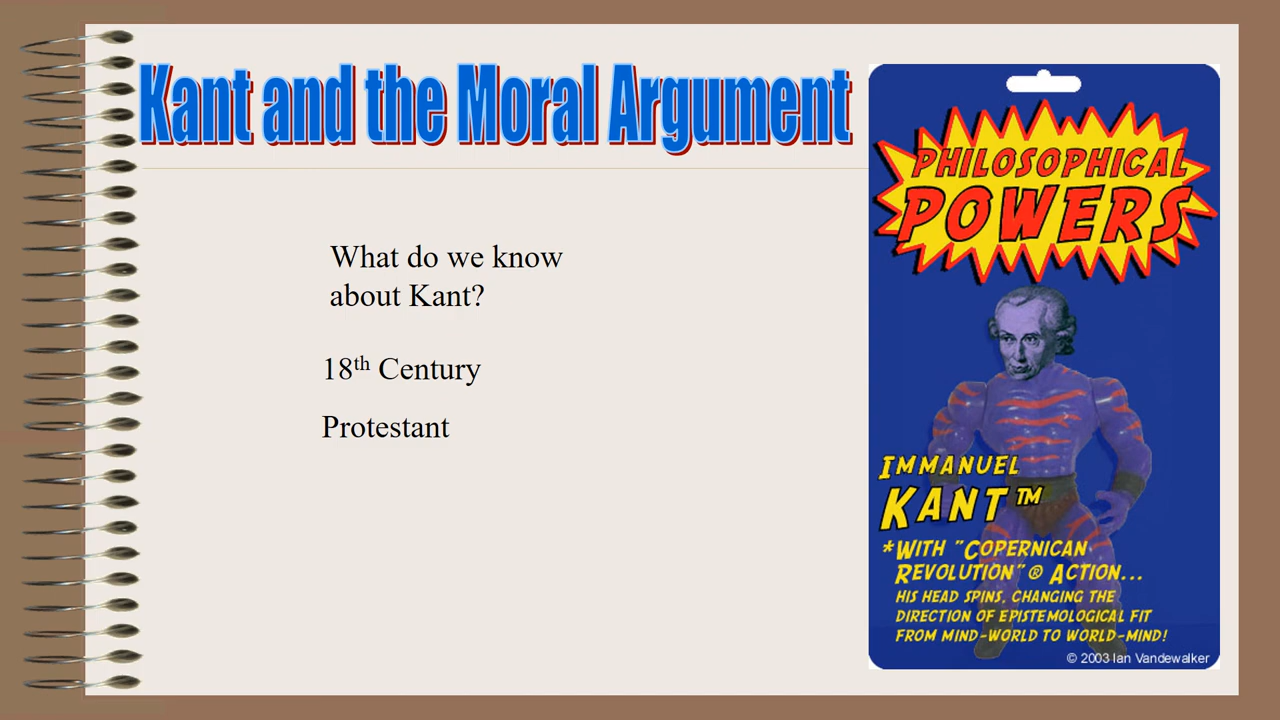 Kant and the Moral Argument
What do we know
about Kant?
18th Century
Protestant
PHILOSOPHICAL
POWERS
IMMANUEL
KANT™
*WITH "COPERNICAN
REVOLUTION"® ACTION...
HIS HEAD SPINS, CHANGING THE
DIRECTION OF EPISTEMOLOGICAL FIT
FROM MIND-WORLD TO WORLD-MIND!
© 2003 Ian Vandewalker